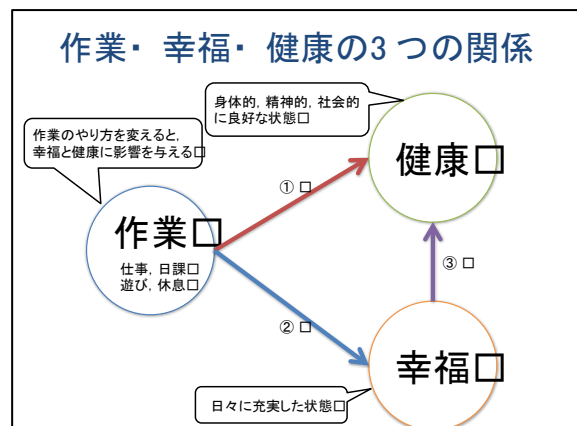 作業・ 幸福・ 健康の3 つの関係
身体的, 精神的, 社会的
に良好な状態□
作業のやり方を変えると,
幸福と健康に影響を与える□
健康□
①□
作業□
仕事, 日課□
遊び, 休息□
③□
②□
幸福□
日々に充実した状態□